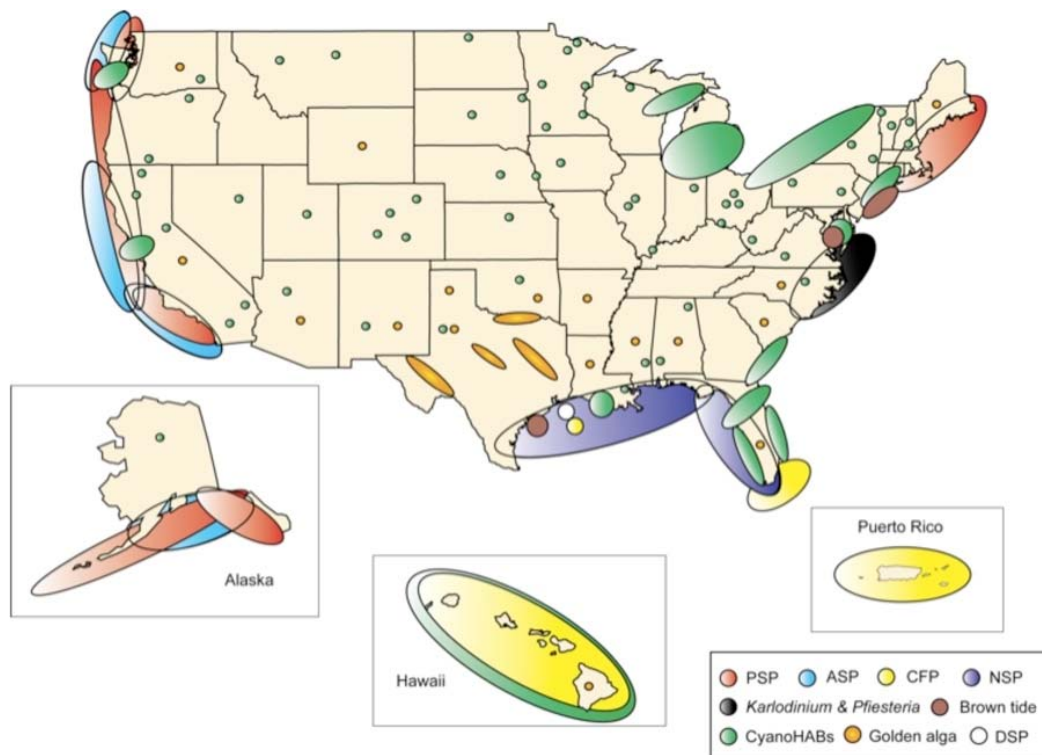 Puerto Rico
Alaska
Hawaii
PSP ASP CFP NSP
Karlodinium & Pfiesteria Brown tide
CyanoHABs Golden alga DSP